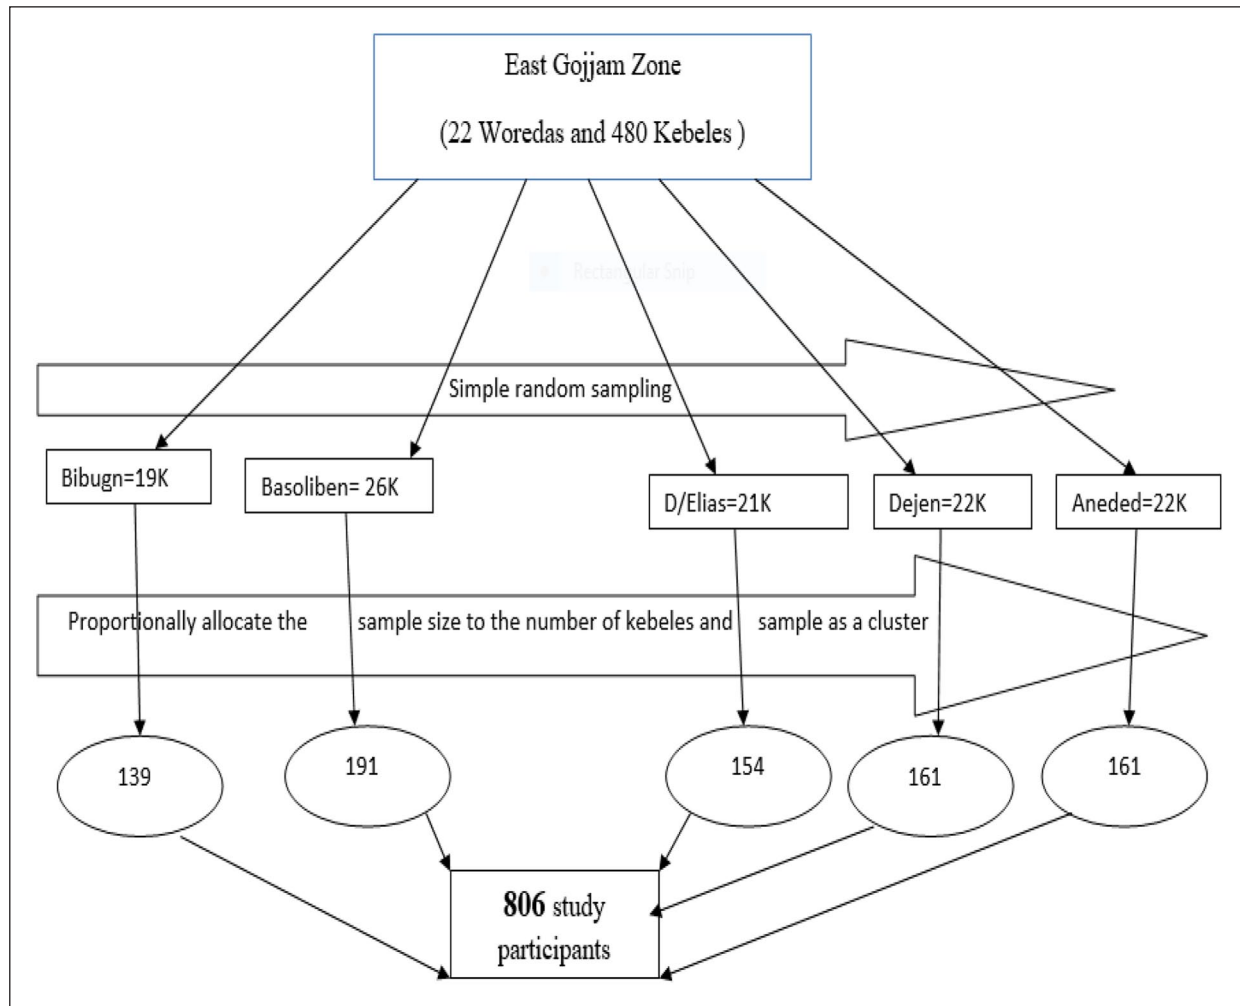 East Gojjam Zone
(22 Woredas and 480 Kebeles )
Rectangular Snip
Simple random sampling
Bibugn=19K
Basoliben= 26K
D/Elias=21K
Dejen=22K
Aneded=22K
Proportionally allocate the sample size to the number of kebeles and sample as a cluster
139
191
154
161
161
806 study
participants